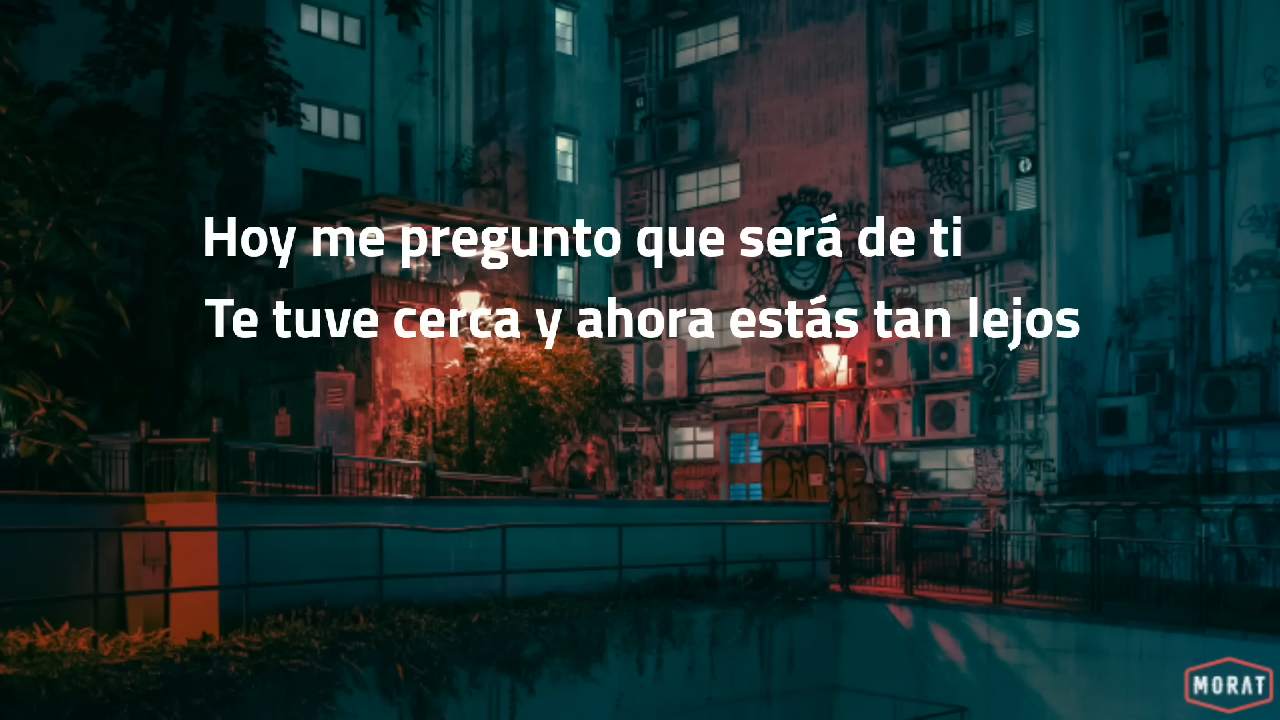 Hoy me pregunto que será de ti
Te tuve cerca y ahora estás tan lejos
MORAT